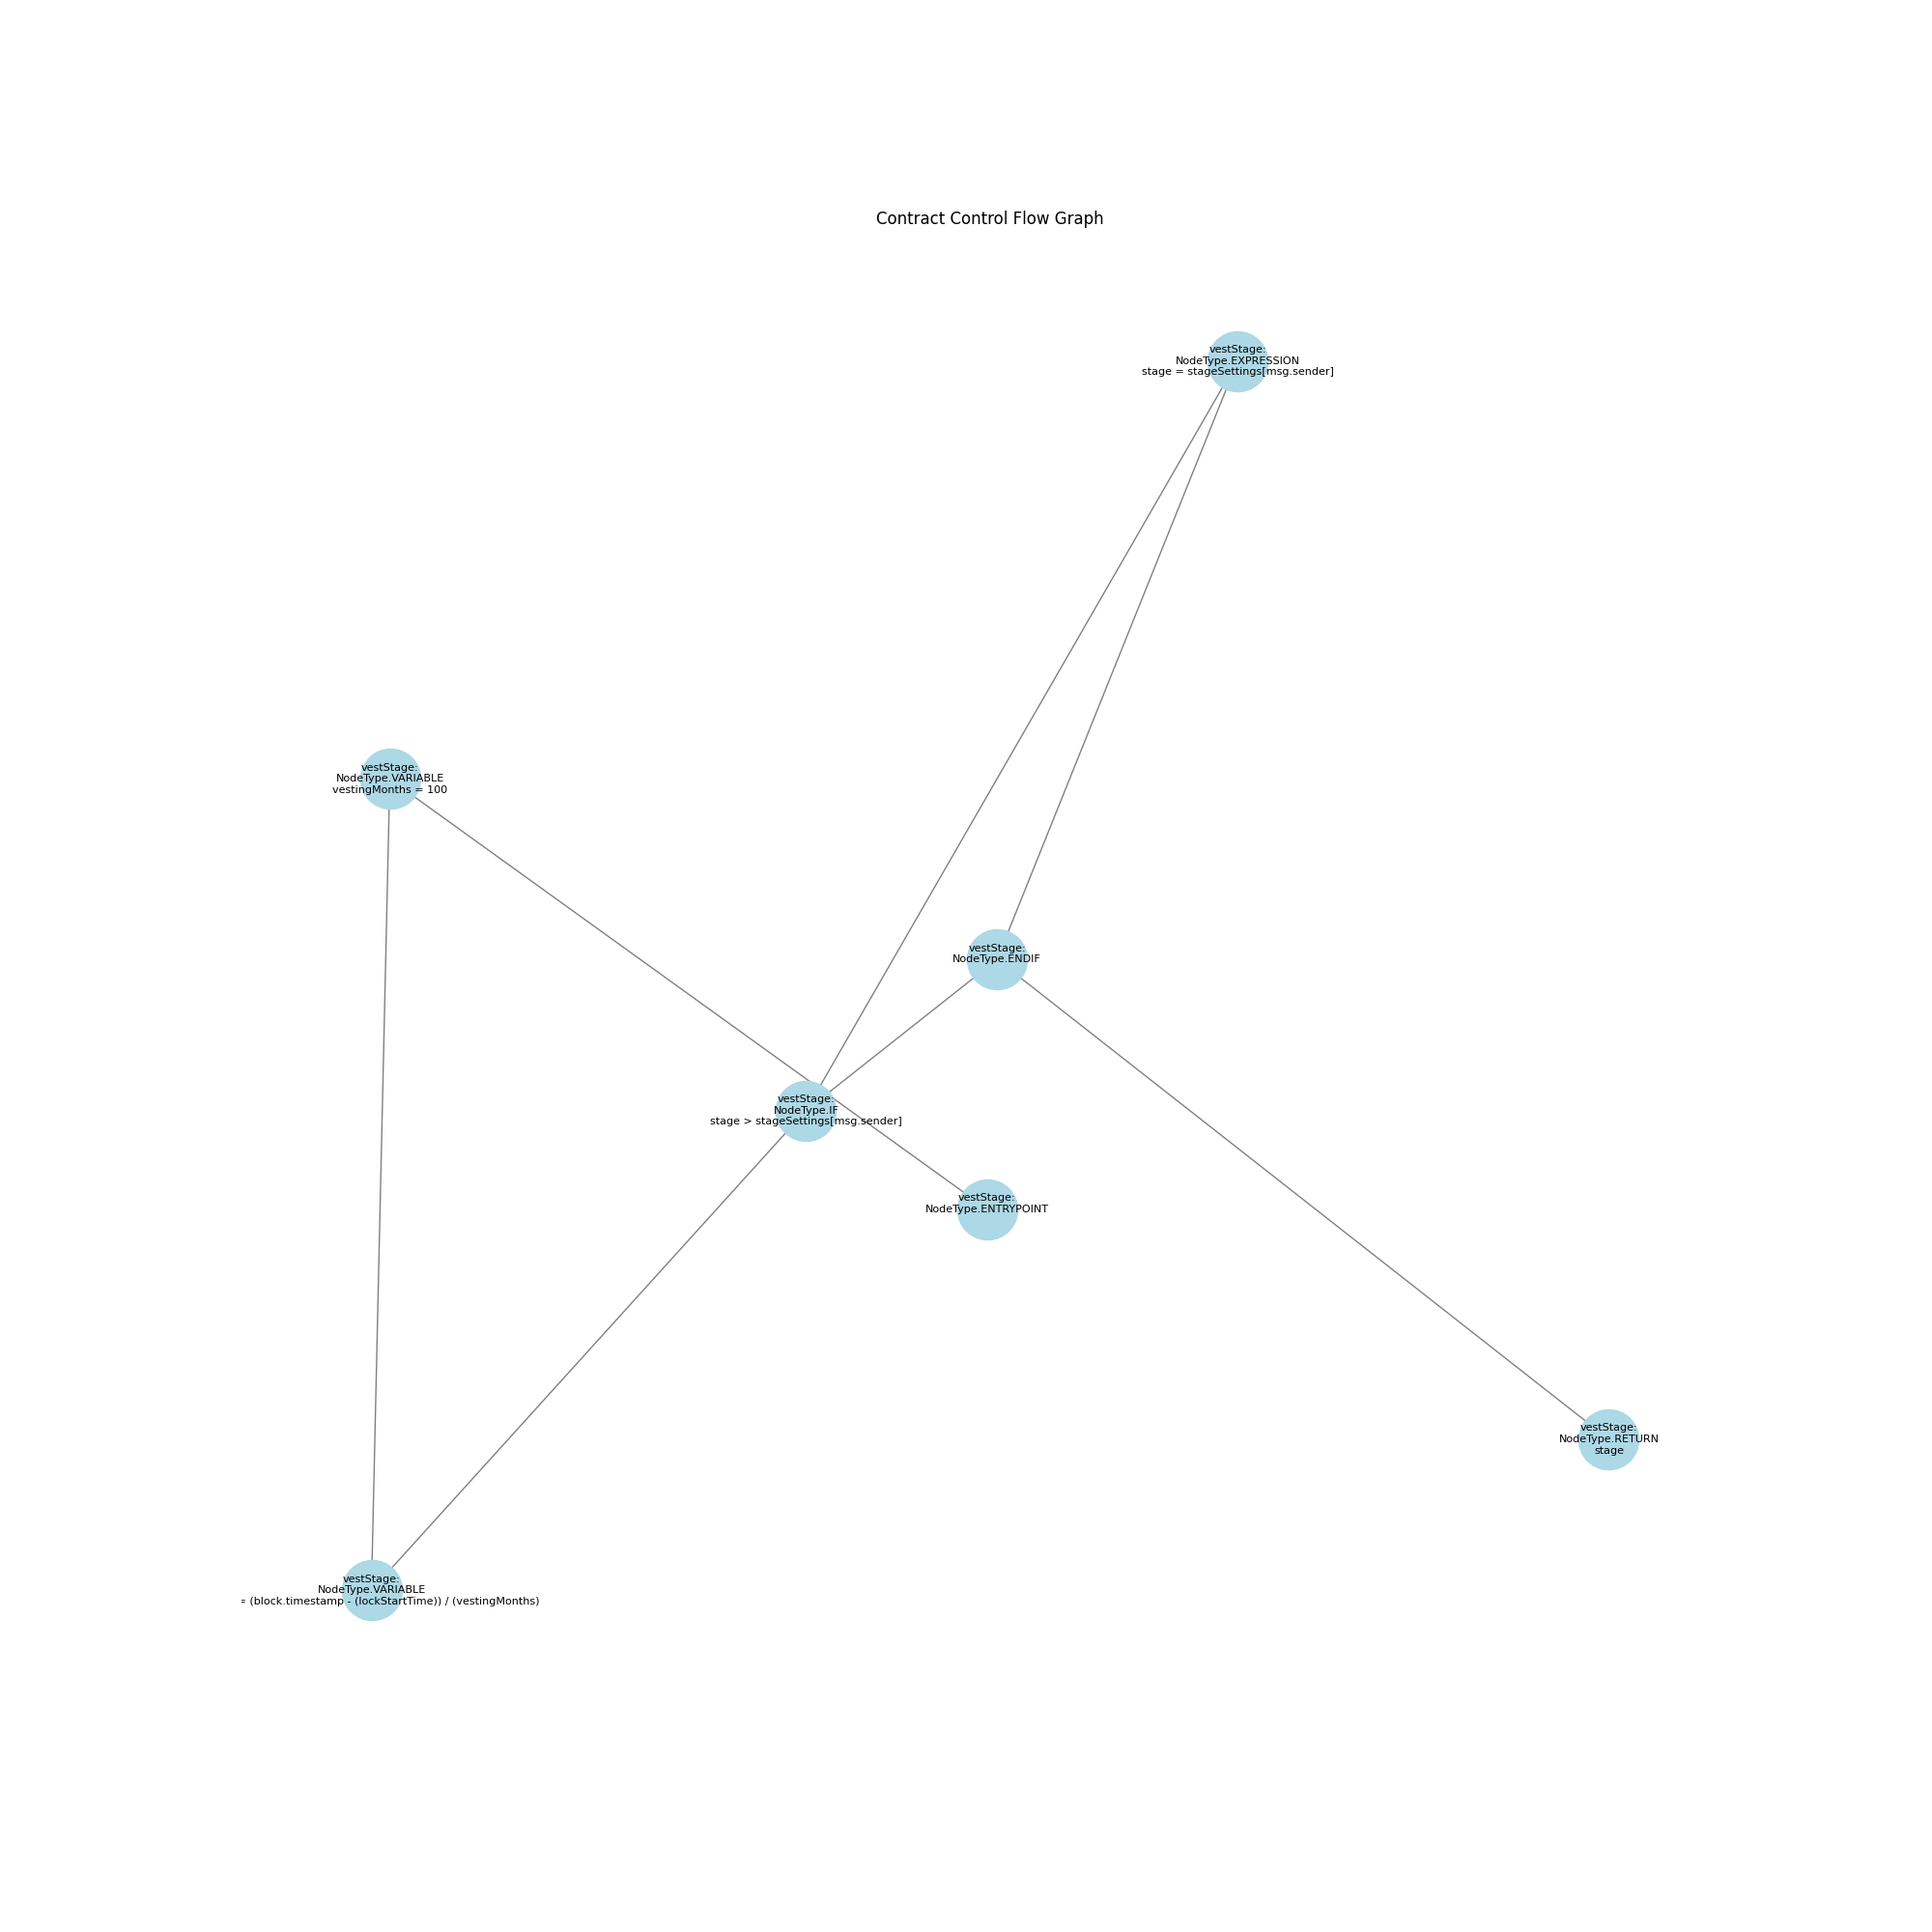 Contract Control Flow Graph
vestStage:
NodeType.EXPRESSION
stage = stageSettings[msg.sender]
vestStage:
NodeType.VARIABLE
vestingMonths = 100
vestStage:
NodeType.ENDIF
vestStage:
NodeType.IF
stage > stageSettings[msg.sender]
vestStage:
NodeType.ENTRYPOINT
vestStage:
NodeType.RETURN
stage
vestStage:
NodeType.VARIABLE
= (block.timestamp - (lockStartTime)) / (vestingMonths)